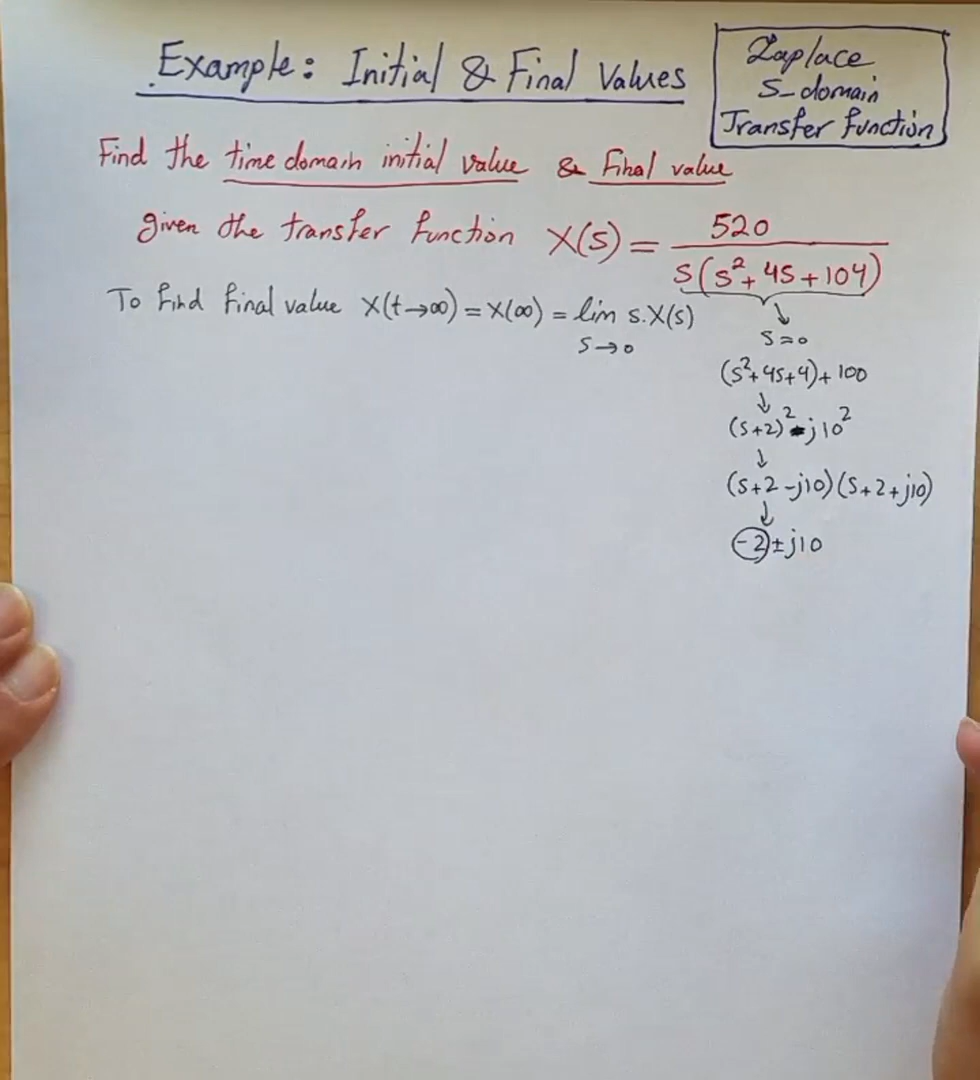 Example: Initial & Final Values
Laplace
S-domain
Transfer function
Find the time domain initial value & Final value
given the transfer function X(s) = 520 / s(s²+4s+104)
To find final value x(t→∞) = x(∞) = lim s.X(s)
s→0
↓
s=0
(s²+4s+4)+100
↓
(s+2)²-j10²
↓
(s+2-j10)(s+2+j10)
↓
-2±j10